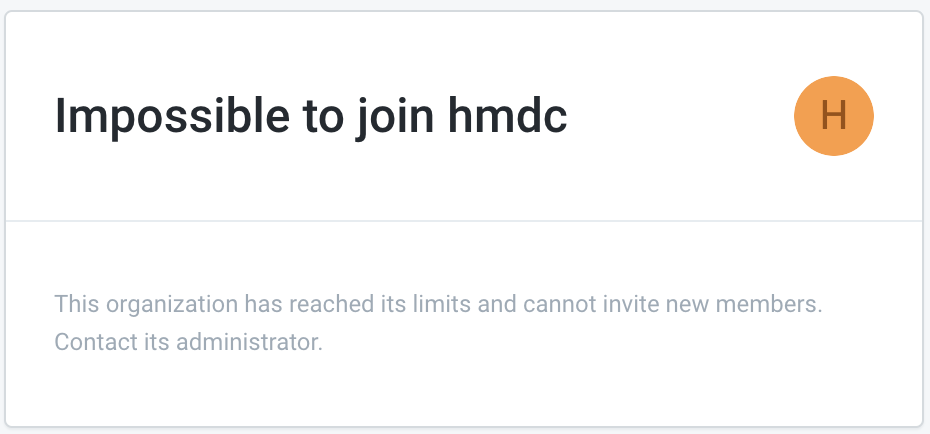 Impossible to join hmdc
H
This organization has reached its limits and cannot invite new members.
Contact its administrator.